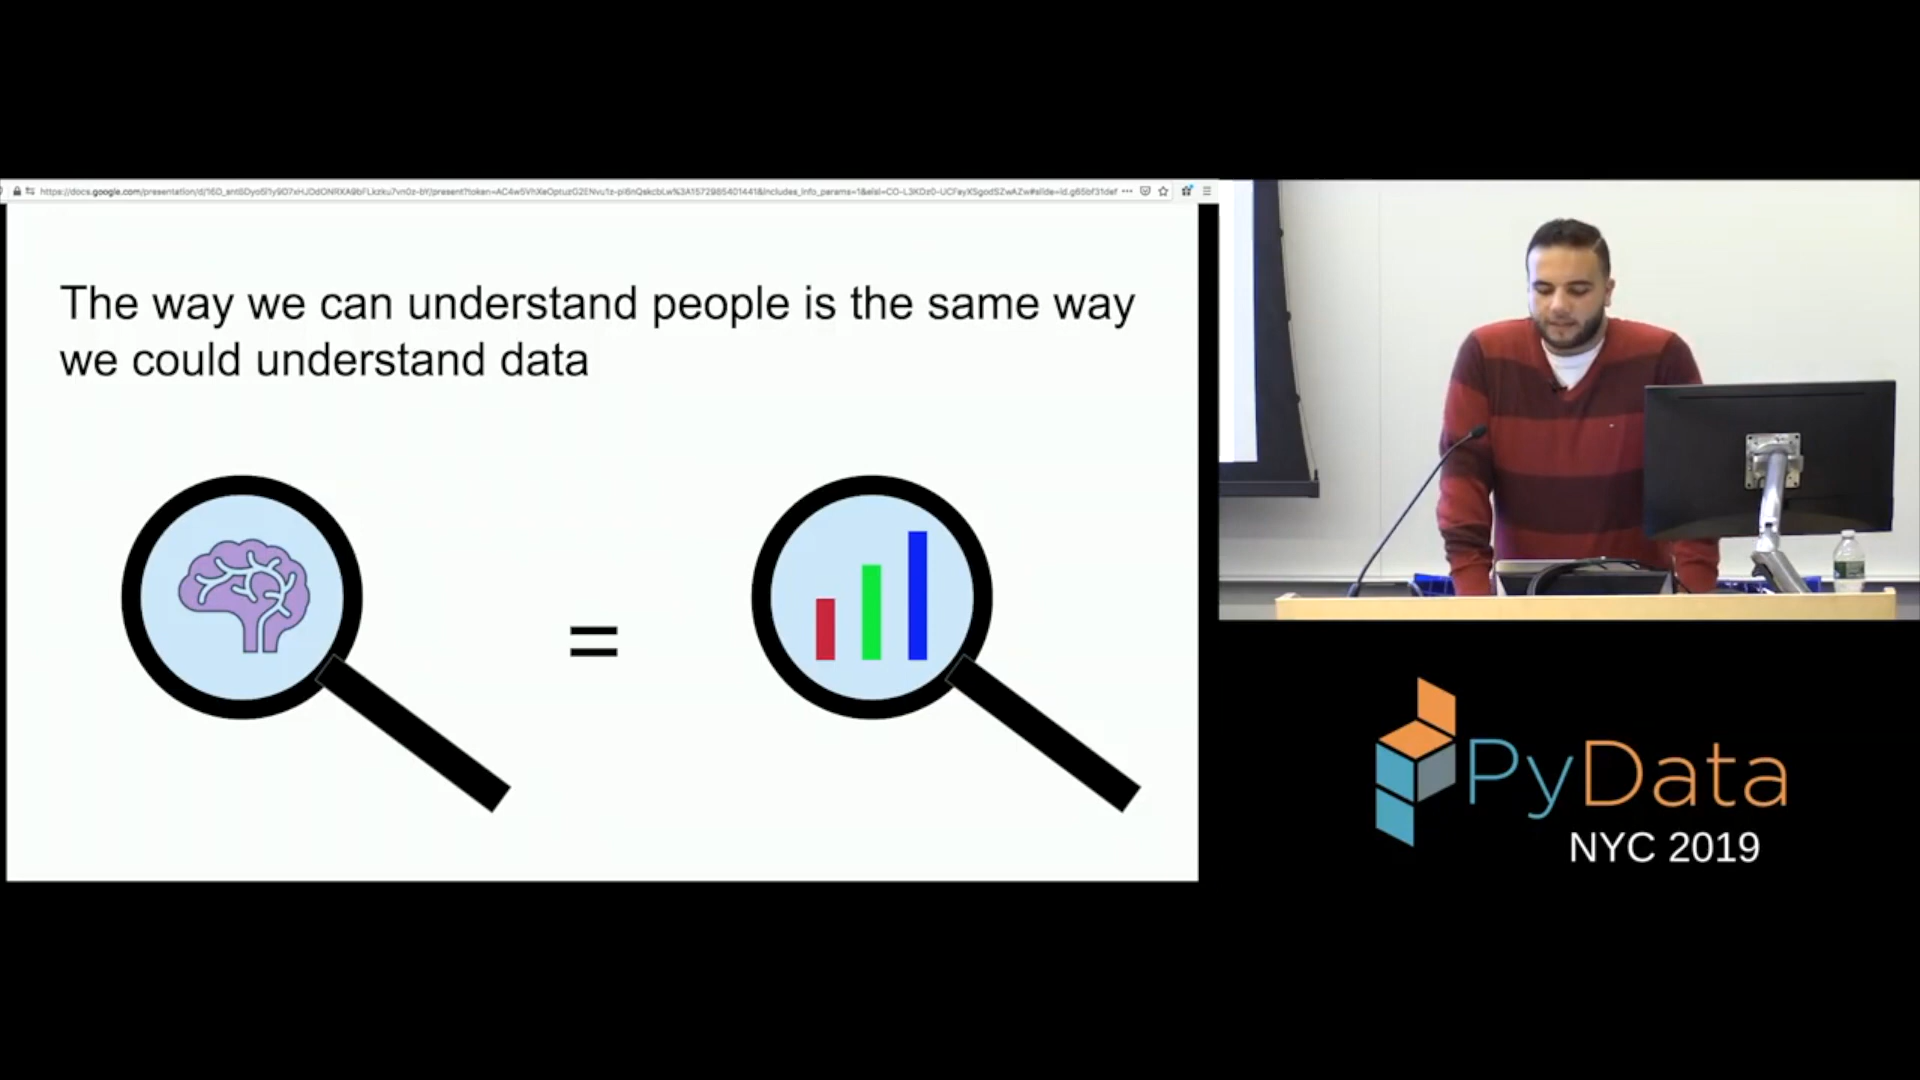 The way we can understand people is the same way
we could understand data
=
PyData
NYC 2019